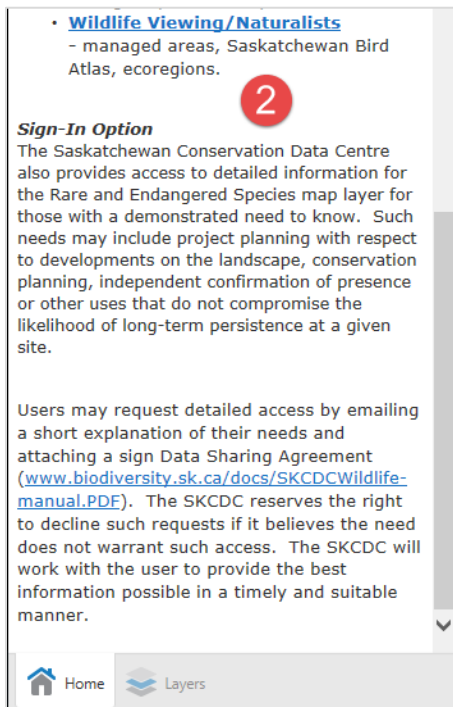 • Wildlife Viewing/Naturalists
- managed areas, Saskatchewan Bird
Atlas, ecoregions.
2
Sign-In Option
The Saskatchewan Conservation Data Centre
also provides access to detailed information for
the Rare and Endangered Species map layer for
those with a demonstrated need to know.  Such
needs may include project planning with respect
to developments on the landscape, conservation
planning, independent confirmation of presence
or other uses that do not compromise the
likelihood of long-term persistence at a given
site.
Users may request detailed access by emailing
a short explanation of their needs and
attaching a sign Data Sharing Agreement
(www.biodiversity.sk.ca/docs/SKCDCWildlife-
manual.PDF).  The SKCDC reserves the right
to decline such requests if it believes the need
does not warrant such access.  The SKCDC will
work with the user to provide the best
information possible in a timely and suitable
manner.
Home Layers